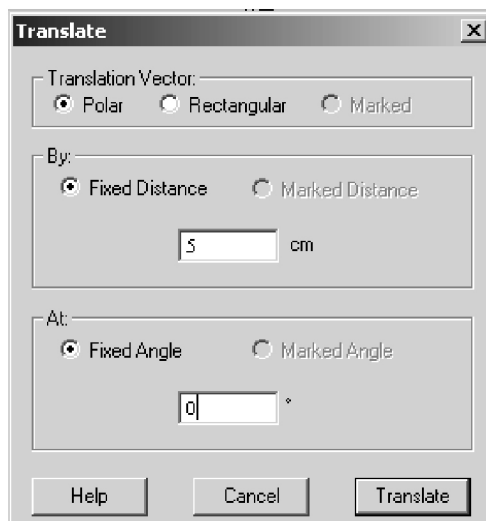 Translate
Translation Vector:
Polar Rectangular Marked
By:
Fixed Distance Marked Distance
5 cm
At:
Fixed Angle Marked Angle
0 °
Help Cancel Translate